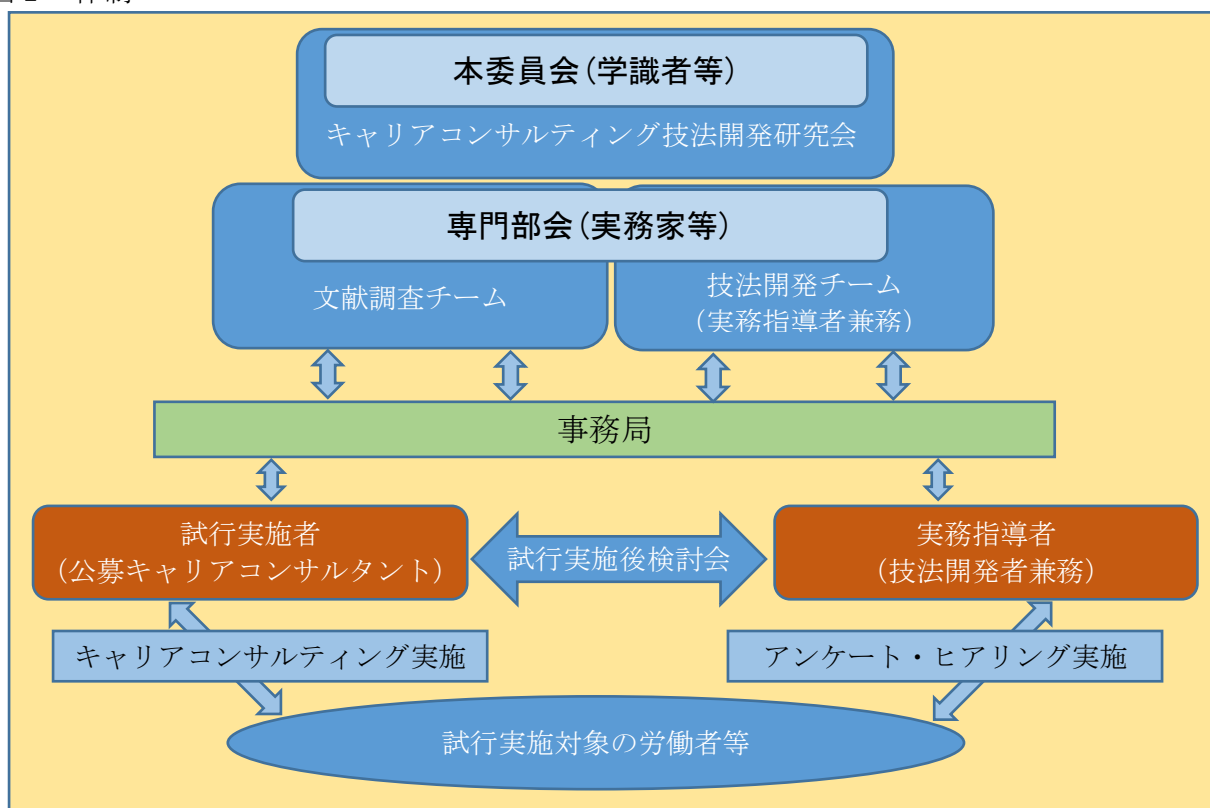 本委員会(学識者等)
キャリアコンサルティング技法開発研究会
専門部会(実務家等)
文献調査チーム
技法開発チーム
(実務指導者兼務)
事務局
試行実施者
(公募キャリアコンサルタント)
試行実施後検討会
実務指導者
(技法開発者兼務)
キャリアコンサルティング実施
アンケート・ヒアリング実施
試行実施対象の労働者等